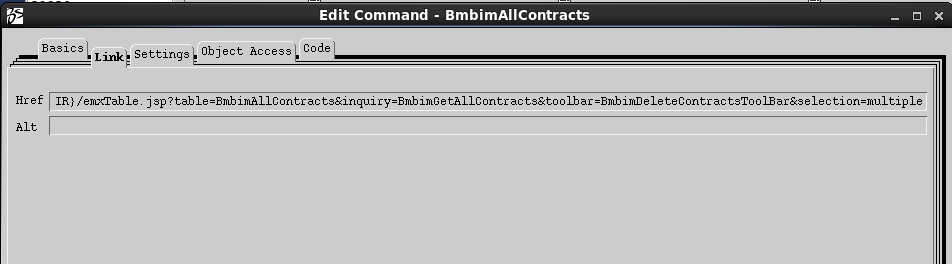 Edit Command - BmbimAllContracts
Basics Link Settings Object Access Code
Href IR}/emxTable.jsp?table=BmbimAllContracts&inquiry=BmbimGetAllContracts&toolbar=BmbimDeleteContractsToolBar&selection=multiple
Alt